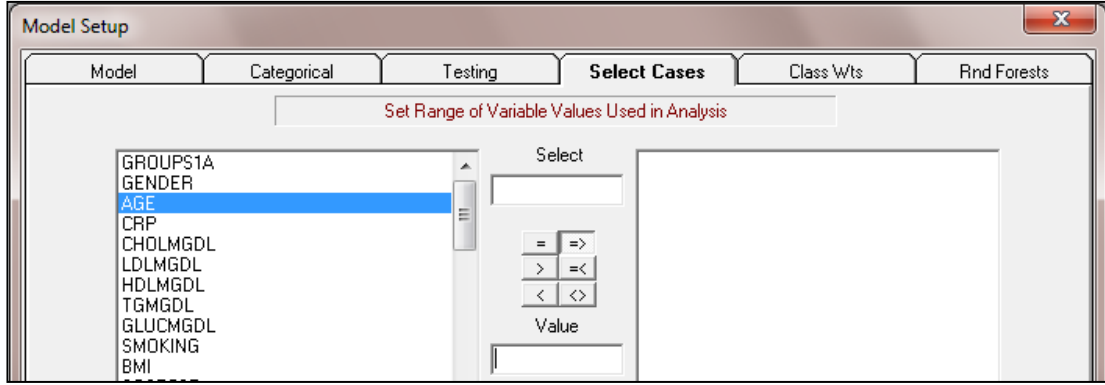 Model Setup
x
Model Categorical Testing Select Cases Class Wts Rnd Forests
Set Range of Variable Values Used in Analysis
GROUPS1A
GENDER
AGE
CRP
CHOLMGDL
LDLMGDL
HDLMGDL
TGMGDL
GLUCMGDL
SMOKING
BMI
Select
= =>
> =<
< <>
Value